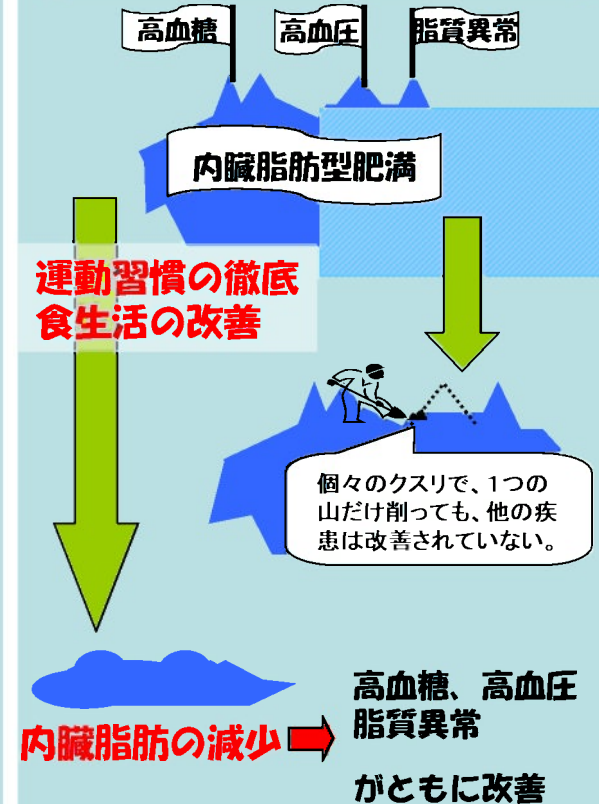 高血糖
高血圧
脂質異常
内臓脂肪型肥満
運動習慣の徹底
食生活の改善
個々のクスリで、1つの
山だけ削っても、他の疾
患は改善されていない。
内臓脂肪の減少
高血糖、高血圧
脂質異常
がともに改善